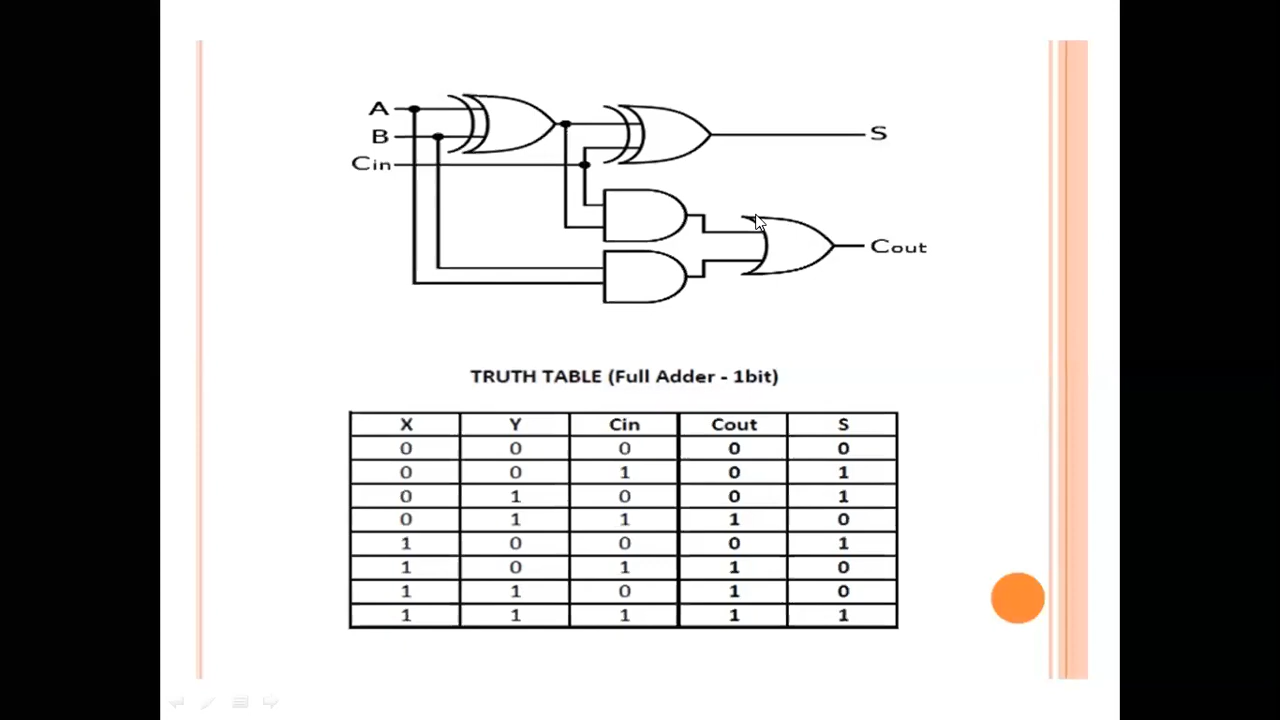 A
B
Cin
S
Cout
TRUTH TABLE (Full Adder - 1bit)
X Y Cin Cout S
0 0 0 0 0
0 0 1 0 1
0 1 0 0 1
0 1 1 1 0
1 0 0 0 1
1 0 1 1 0
1 1 0 1 0
1 1 1 1 1